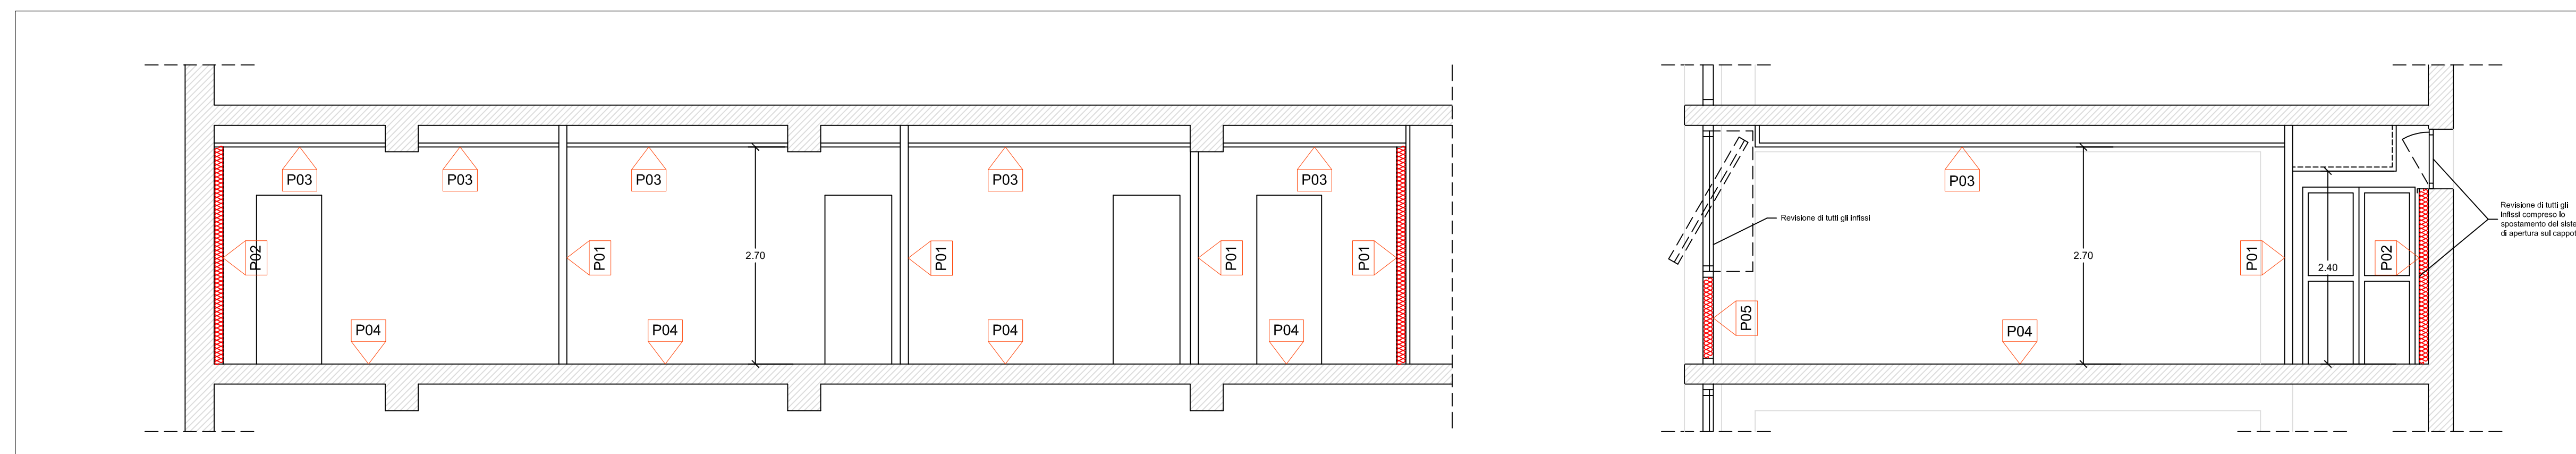 P03
P03
P03
P03
P03
P02
P01
2.70
P01
P01
P01
P04
P04
P04
P04
Revisione di tutti gli infissi
P03
2.70
P01
2.40
P02
P05
P04
Revisione di tutti gli
infissi compreso lo
spostamento del siste
di apertura sul cappot